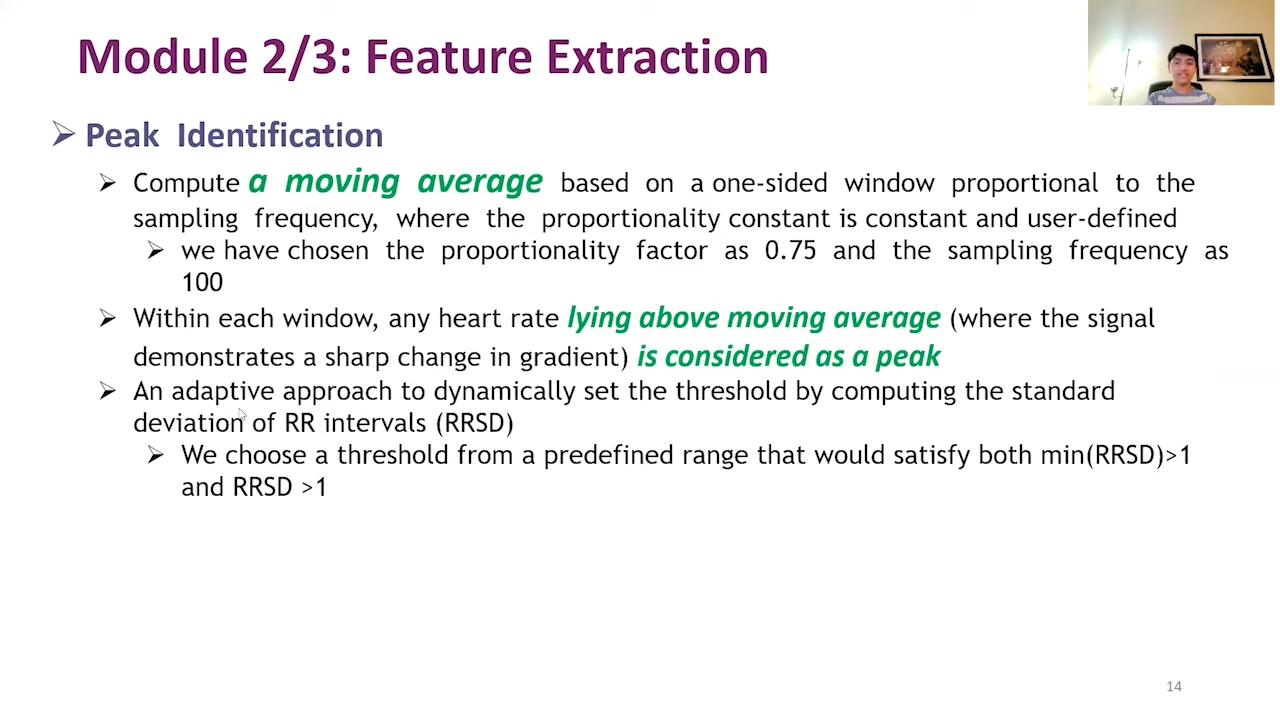 Module 2/3: Feature Extraction
Peak Identification
Compute a moving average based on a one-sided window proportional to the
sampling frequency, where the proportionality constant is constant and user-defined
we have chosen the proportionality factor as 0.75 and the sampling frequency as
100
Within each window, any heart rate lying above moving average (where the signal
demonstrates a sharp change in gradient) is considered as a peak
An adaptive approach to dynamically set the threshold by computing the standard
deviation of RR intervals (RRSD)
We choose a threshold from a predefined range that would satisfy both min(RRSD)>1
and RRSD >1
14